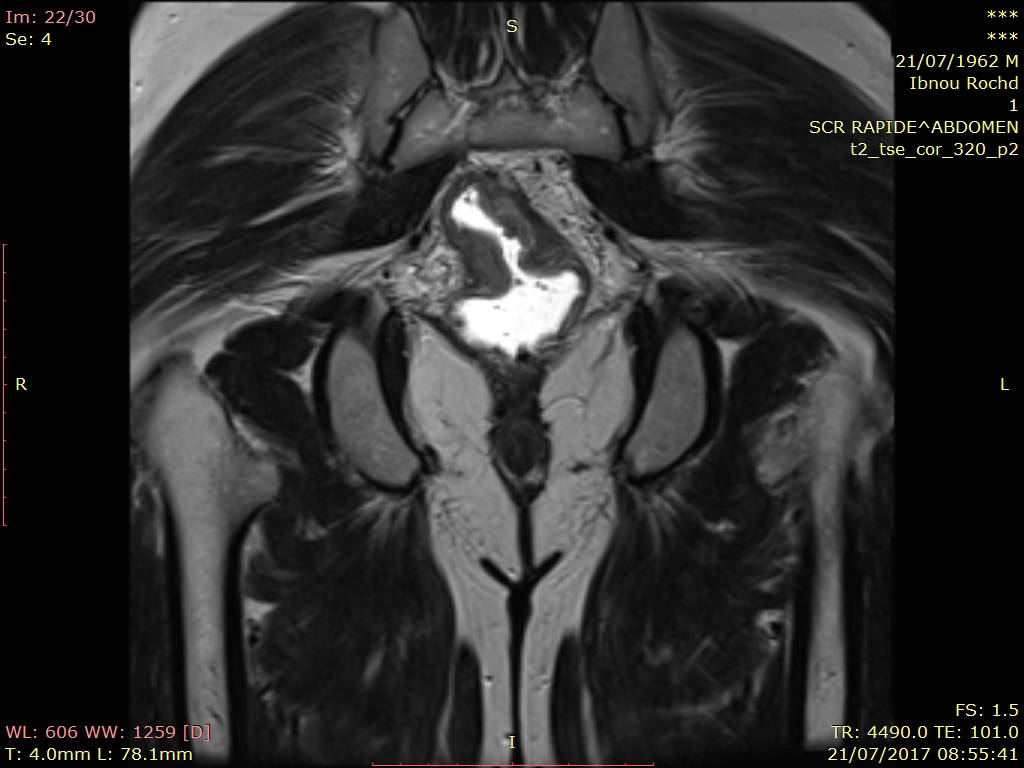 Im: 22/30
Se: 4
S
***
***
21/07/1962 M
Ibnou Rochd
1
SCR RAPIDE^ABDOMEN
t2_tse_cor_320_p2
R
L
WL: 606 WW: 1259 [D]
T: 4.0mm L: 78.1mm
I
FS: 1.5
TR: 4490.0 TE: 101.0
21/07/2017 08:55:41